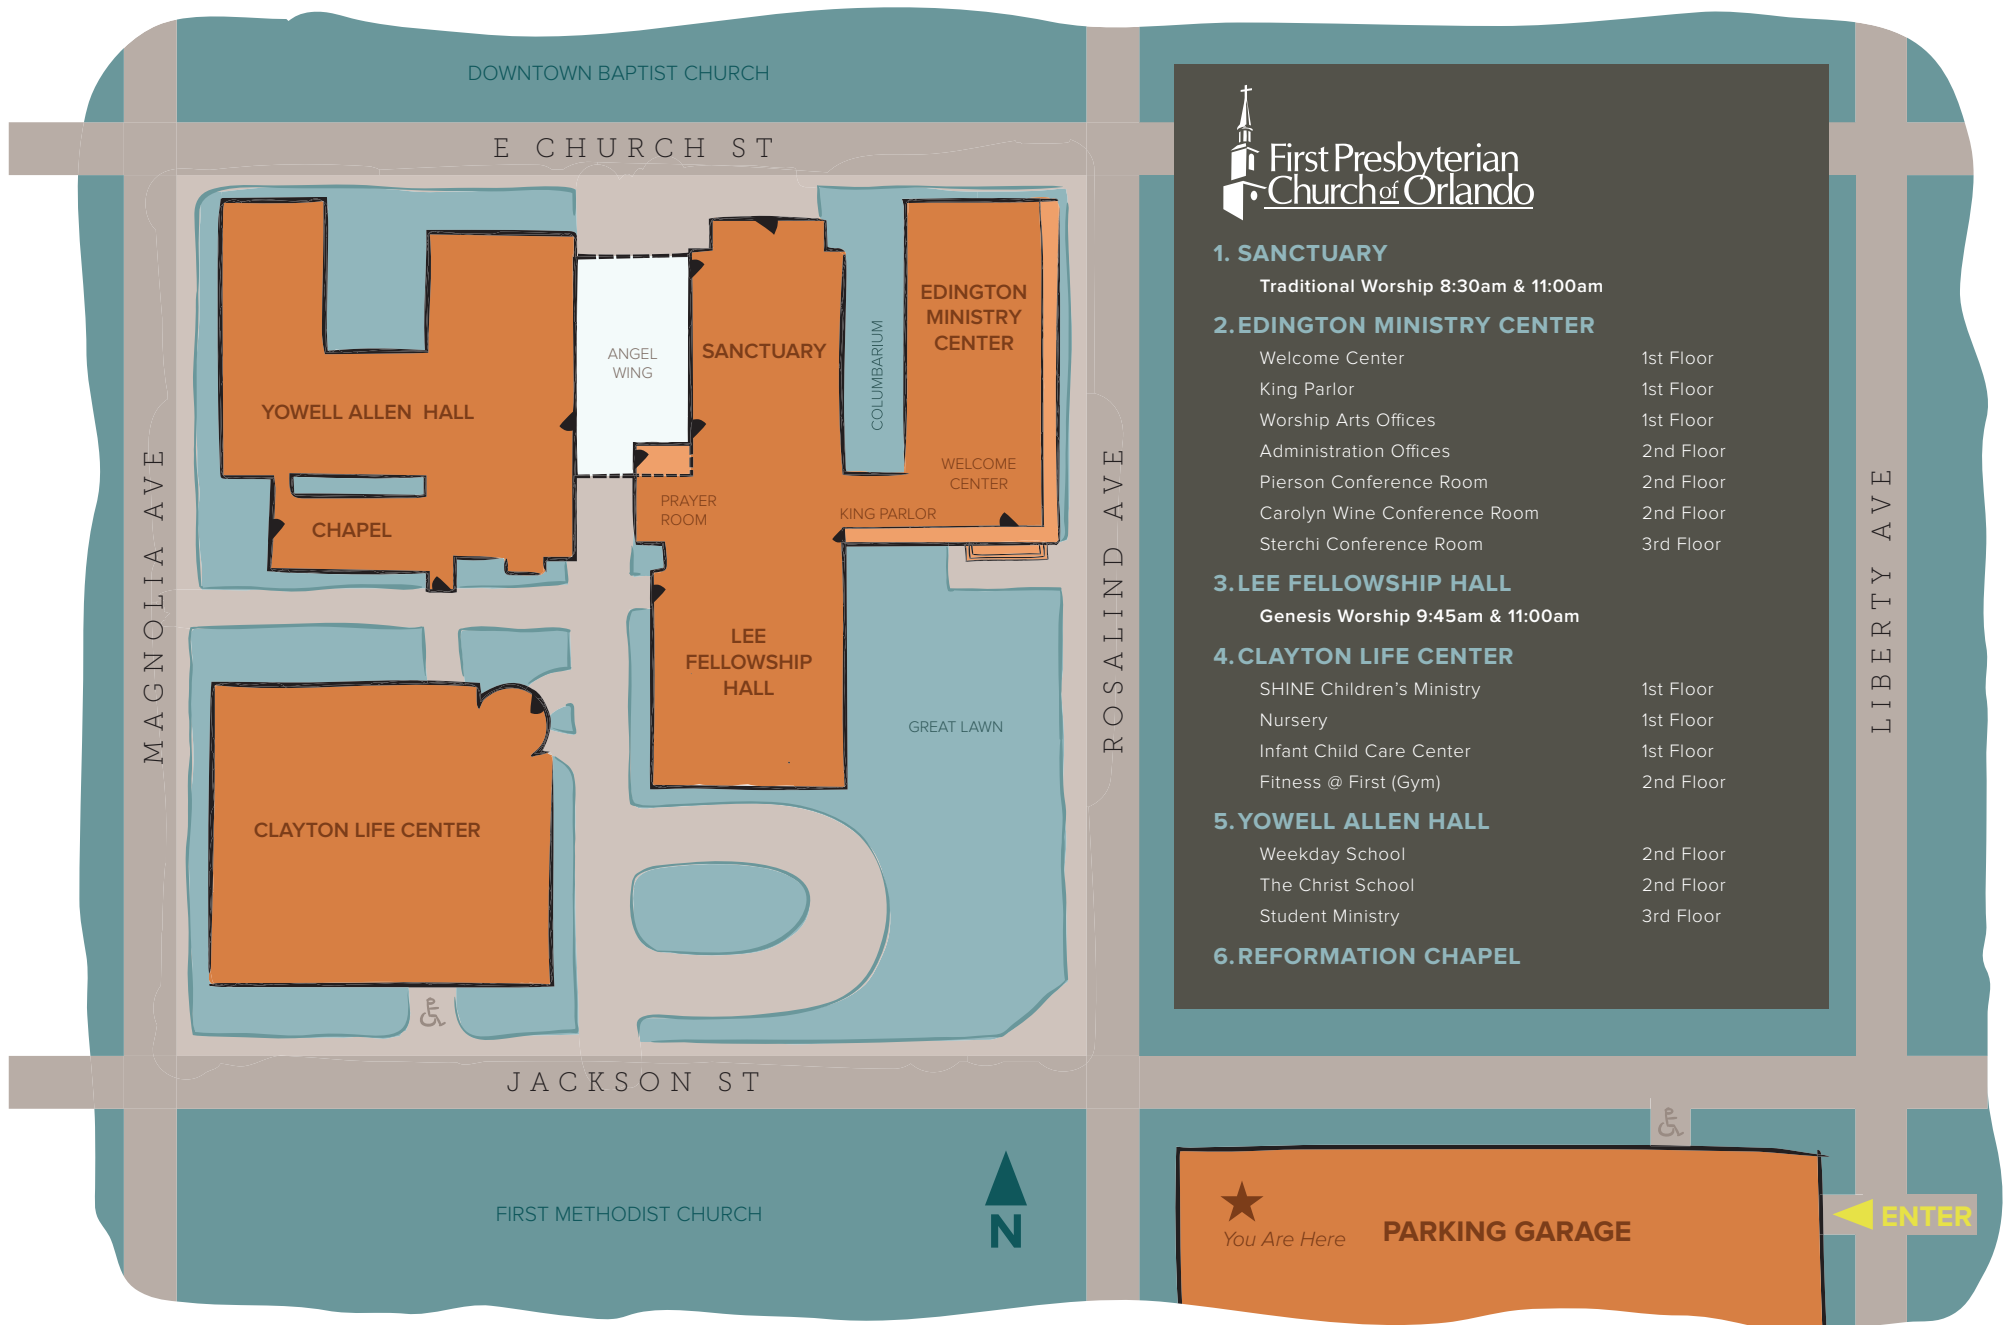 DOWNTOWN BAPTIST CHURCH
E CHURCH ST
MAGNOLIA AVE
YOWELL ALLEN HALL
CHAPEL
ANGEL
WING
SANCTUARY
COLUMBARIUM
EDINGTON
MINISTRY
CENTER
WELCOME
CENTER
PRAYER
ROOM
KING PARLOR
LEE
FELLOWSHIP
HALL
GREAT LAWN
CLAYTON LIFE CENTER
ROSALIND AVE
JACKSON ST
FIRST METHODIST CHURCH
N
First Presbyterian
Church of Orlando
1. SANCTUARY
Traditional Worship 8:30am & 11:00am
2. EDINGTON MINISTRY CENTER
Welcome Center 1st Floor
King Parlor 1st Floor
Worship Arts Offices 1st Floor
Administration Offices 2nd Floor
Pierson Conference Room 2nd Floor
Carolyn Wine Conference Room 2nd Floor
Sterchi Conference Room 3rd Floor
3. LEE FELLOWSHIP HALL
Genesis Worship 9:45am & 11:00am
4. CLAYTON LIFE CENTER
SHINE Children's Ministry 1st Floor
Nursery 1st Floor
Infant Child Care Center 1st Floor
Fitness @ First (Gym) 2nd Floor
5. YOWELL ALLEN HALL
Weekday School 2nd Floor
The Christ School 2nd Floor
Student Ministry 3rd Floor
6. REFORMATION CHAPEL
LIBERTY AVE
You Are Here
PARKING GARAGE
ENTER